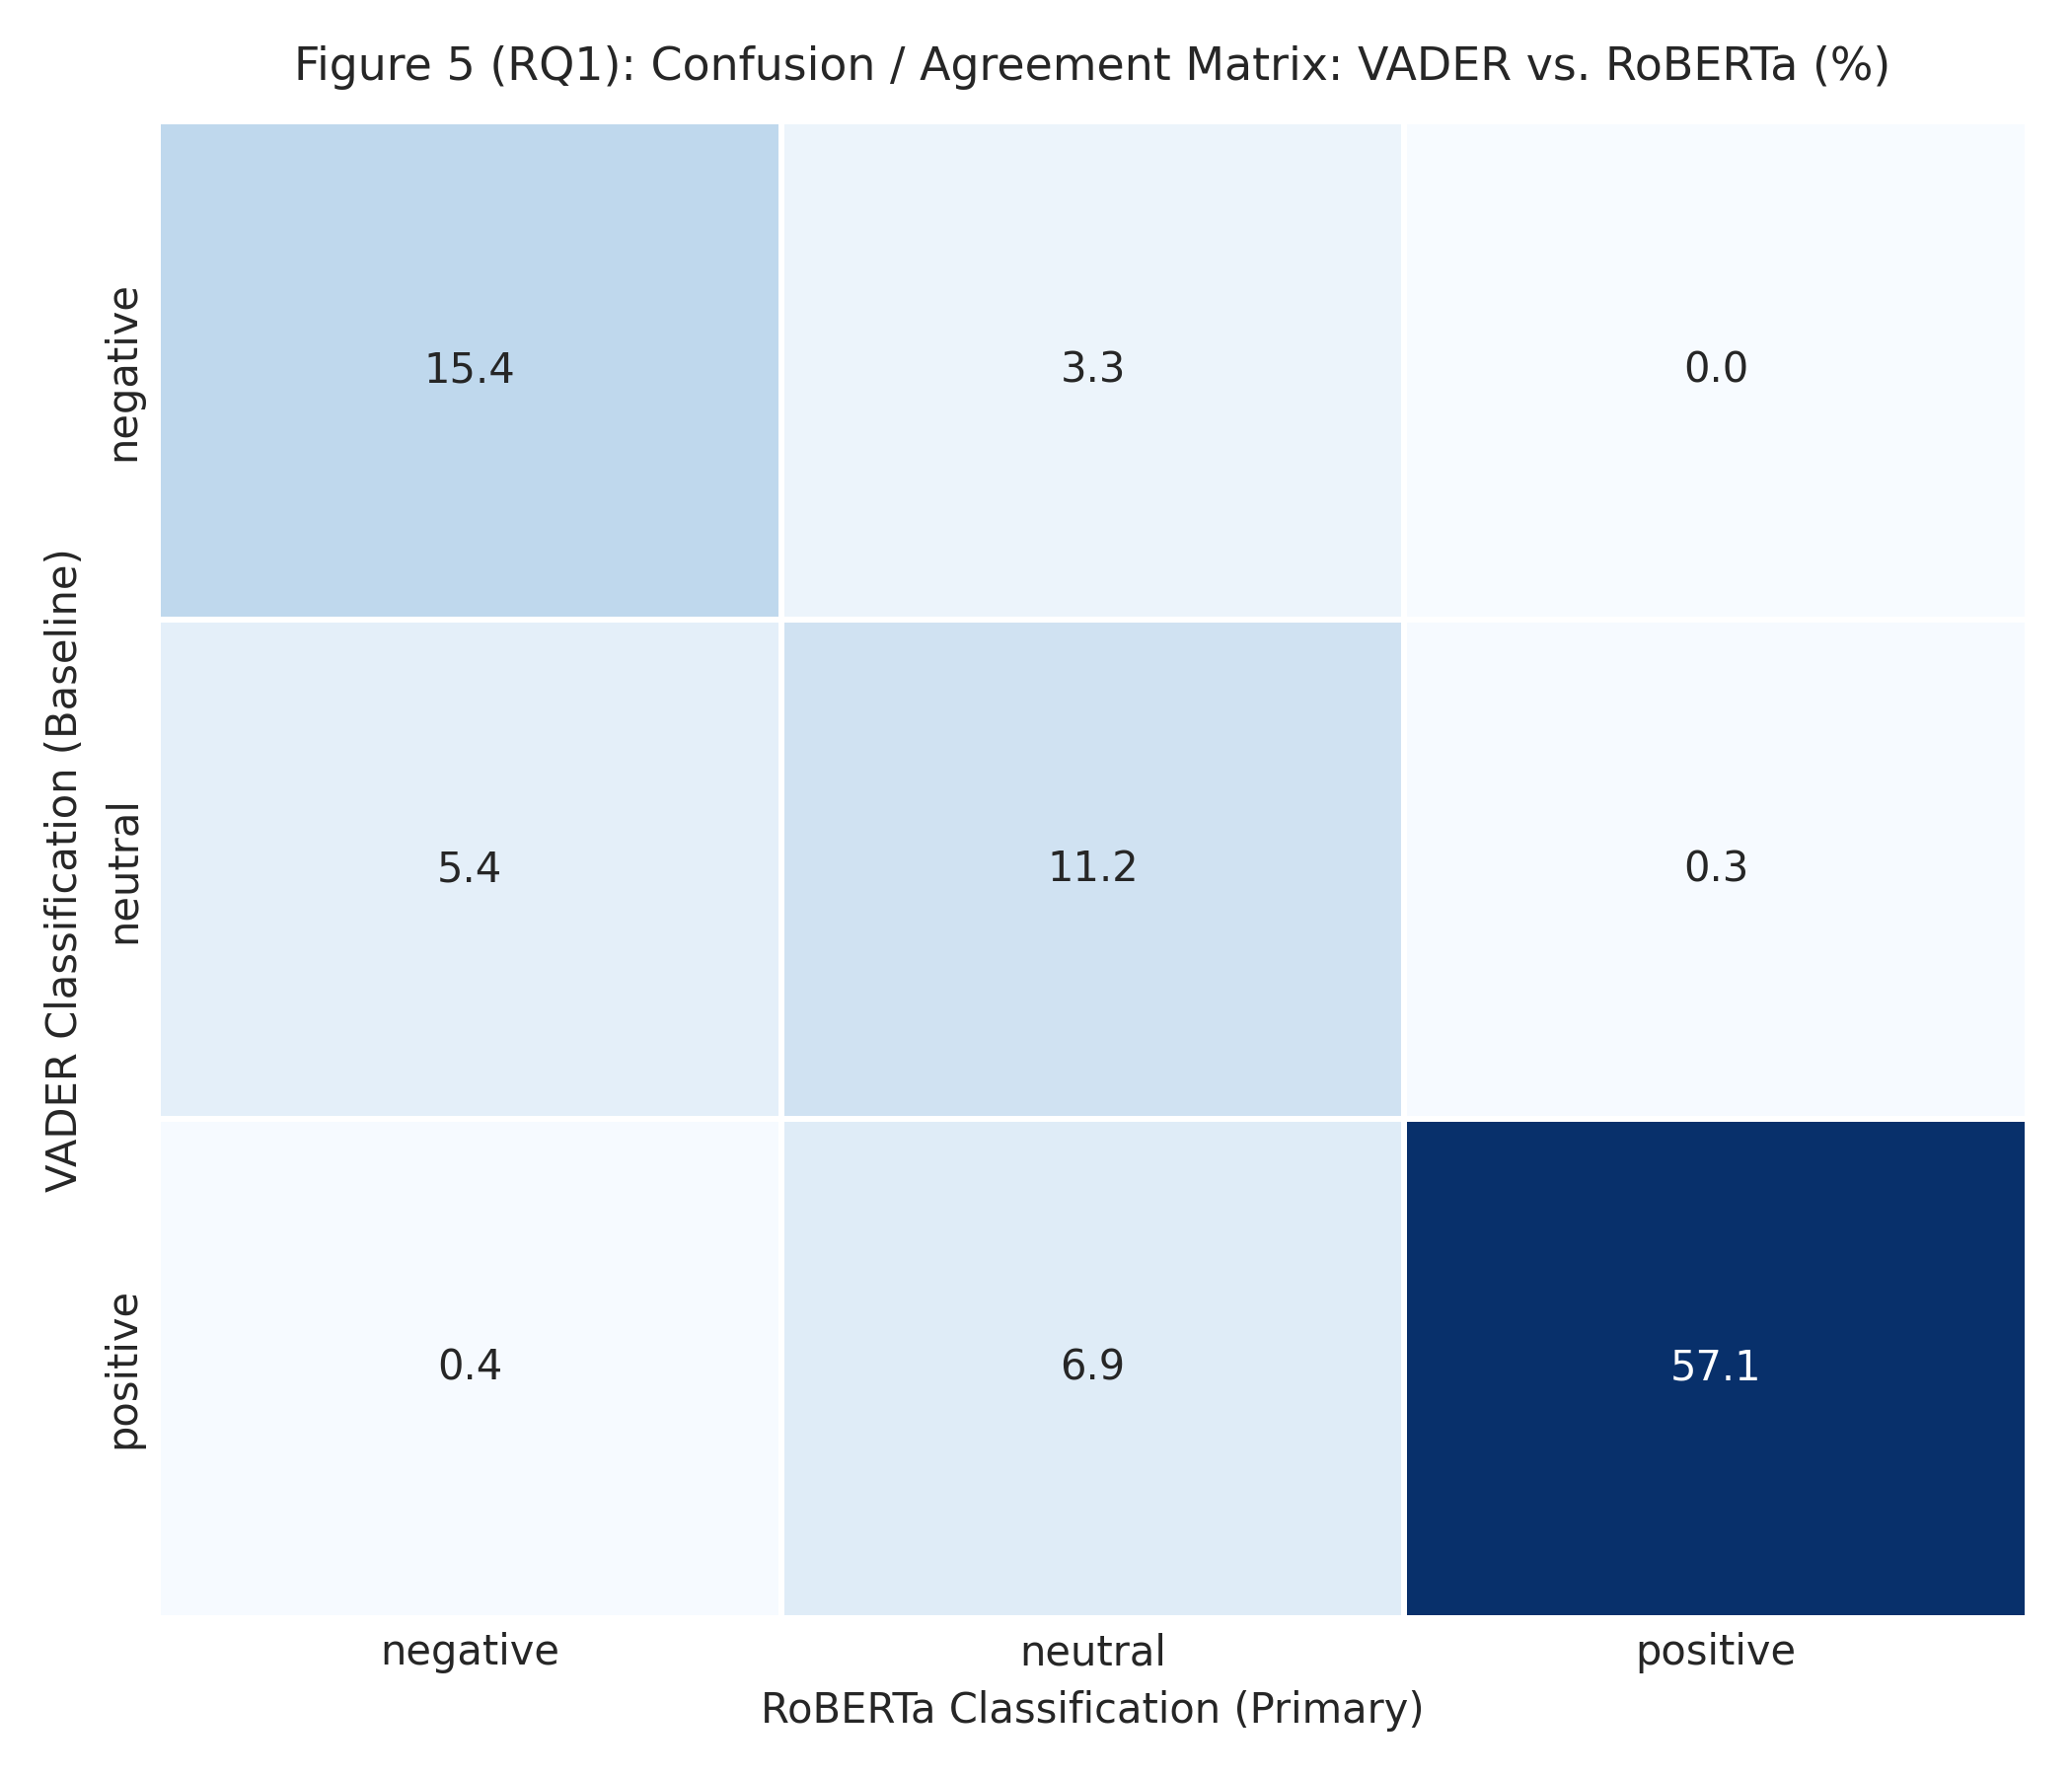 Figure 5 (RQ1): Confusion / Agreement Matrix: VADER vs. RoBERTa (%)
VADER Classification (Baseline)
negative
15.4
3.3
0.0
neutral
5.4
11.2
0.3
positive
0.4
6.9
57.1
negative
neutral
positive
RoBERTa Classification (Primary)